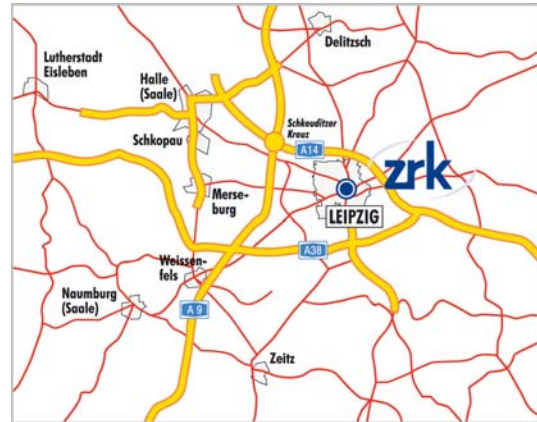 Delitzsch
Lutherstadt
Eisleben
Halle
(Saale)
Schkeuditzer
Kreuz
Schkopau
A14
zrk
Merse-
burg
LEIPZIG
A38
Weissen-
fels
Naumburg
(Saale)
A 9
Zeitz